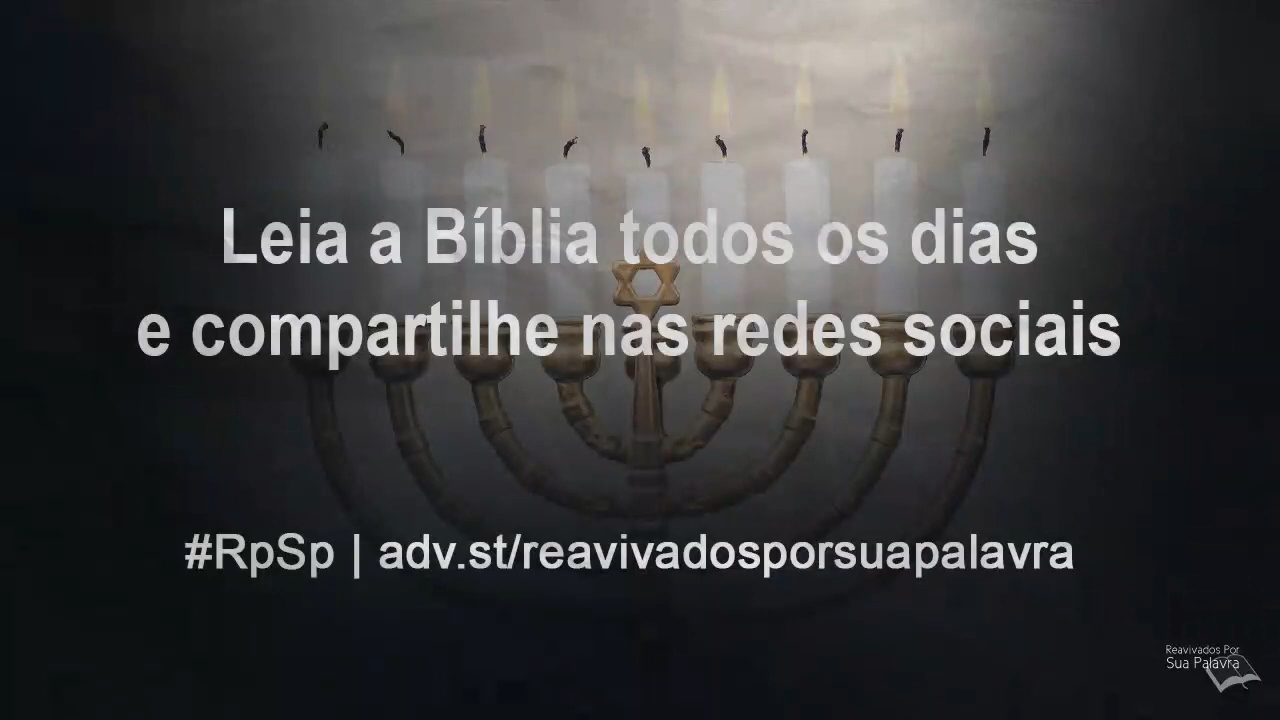 Leia a Bíblia todos os dias
e compartilhe nas redes sociais
#RpSp | adv.st/reavivadosporsuapalavra
Reavivados Por
Sua Palavra